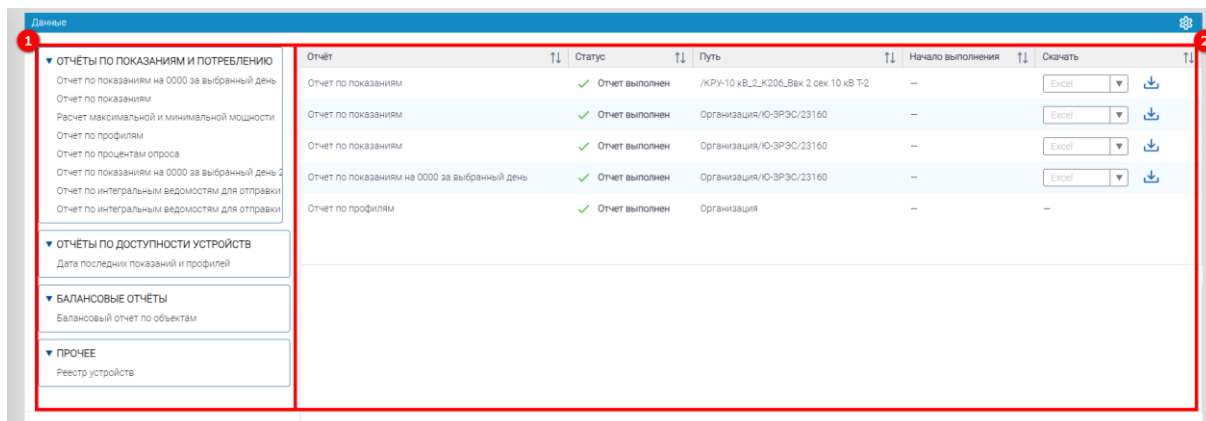 Данные
1
2
▼ ОТЧЁТЫ ПО ПОКАЗАНИЯМ И ПОТРЕБЛЕНИЮ
Отчет по показаниям на 0000 за выбранный день
Отчет по показаниям
Расчет максимальной и минимальной мощности
Отчет по профилям
Отчет по процентам опроса
Отчет по показаниям на 0000 за выбранный день 2
Отчет по интегральным ведомостям для отправки
Отчет по интегральным ведомостям для отправки
▼ ОТЧЁТЫ ПО ДОСТУПНОСТИ УСТРОЙСТВ
Дата последних показаний и профилей
▼ БАЛАНСОВЫЕ ОТЧЁТЫ
Балансовый отчет по объектам
▼ ПРОЧЕЕ
Реестр устройств
Отчёт Статус Путь Начало выполнения Скачать
Отчет по показаниям Отчет выполнен /КРУ-10 кВ_2_К206_Ввк 2 сек 10 кВ Т-2 – Excel
Отчет по показаниям Отчет выполнен Организация/Ю-ЗРЭС/23160 – Excel
Отчет по показаниям Отчет выполнен Организация/Ю-ЗРЭС/23160 – Excel
Отчет по показаниям на 0000 за выбранный день Отчет выполнен Организация/Ю-ЗРЭС/23160 – Excel
Отчет по профилям Отчет выполнен Организация – –